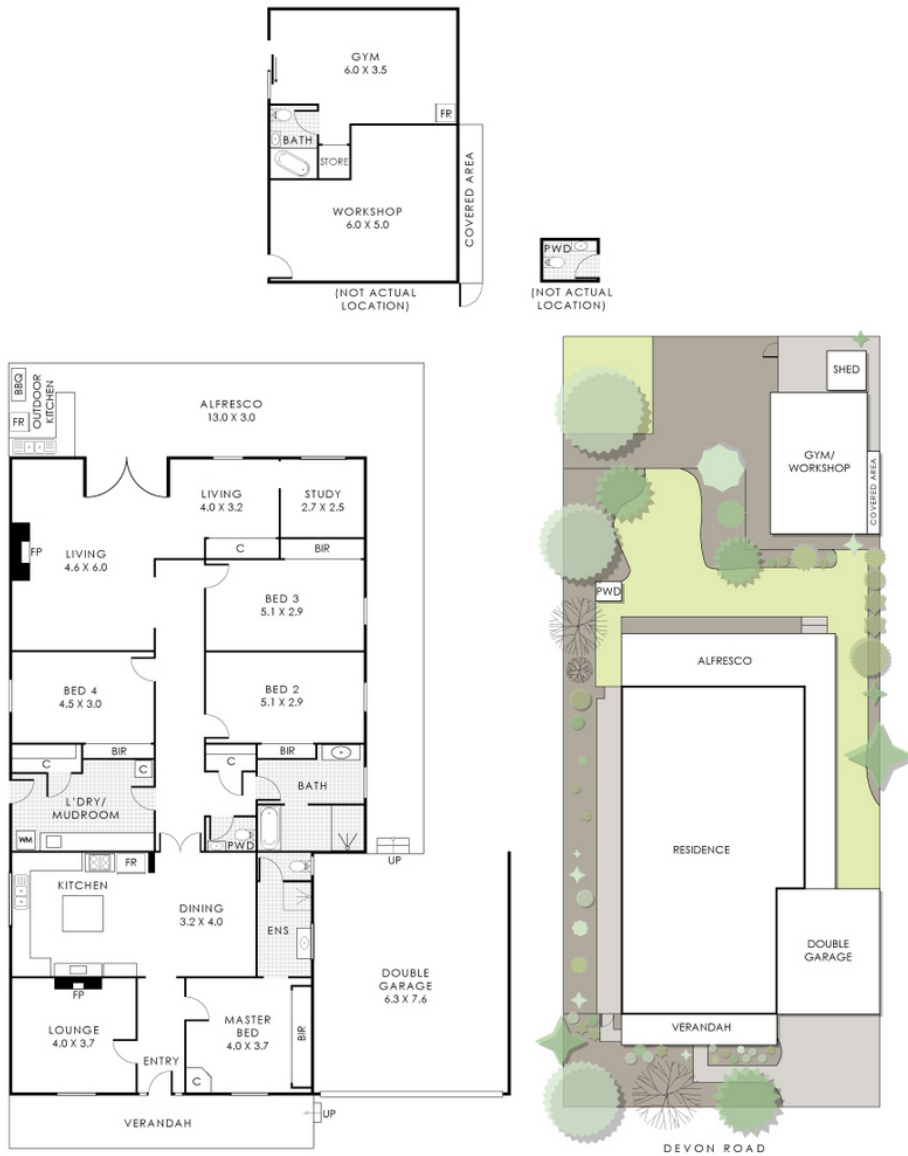 GYM
6.0 X 3.5
FR
BATH
STORE
COVERED AREA
WORKSHOP
6.0 X 5.0
(NOT ACTUAL
LOCATION)
PWD
(NOT ACTUAL
LOCATION)
BBQ
FR
OUTDOOR
KITCHEN
ALFRESCO
13.0 X 3.0
LIVING
4.0 X 3.2
STUDY
2.7 X 2.5
C
BIR
FP
LIVING
4.6 X 6.0
BED 3
5.1 X 2.9
BED 4
4.5 X 3.0
BED 2
5.1 X 2.9
BIR
BIR
C
C
C
L'DRY/
MUDROOM
WM
BATH
PWD
UP
KITCHEN
FR
DINING
3.2 X 4.0
ENS
DOUBLE
GARAGE
6.3 X 7.6
FP
LOUNGE
4.0 X 3.7
ENTRY
MASTER
BED
4.0 X 3.7
BIR
C
VERANDAH
UP
SHED
GYM/
WORKSHOP
COVERED AREA
PWD
ALFRESCO
RESIDENCE
DOUBLE
GARAGE
VERANDAH
DEVON ROAD